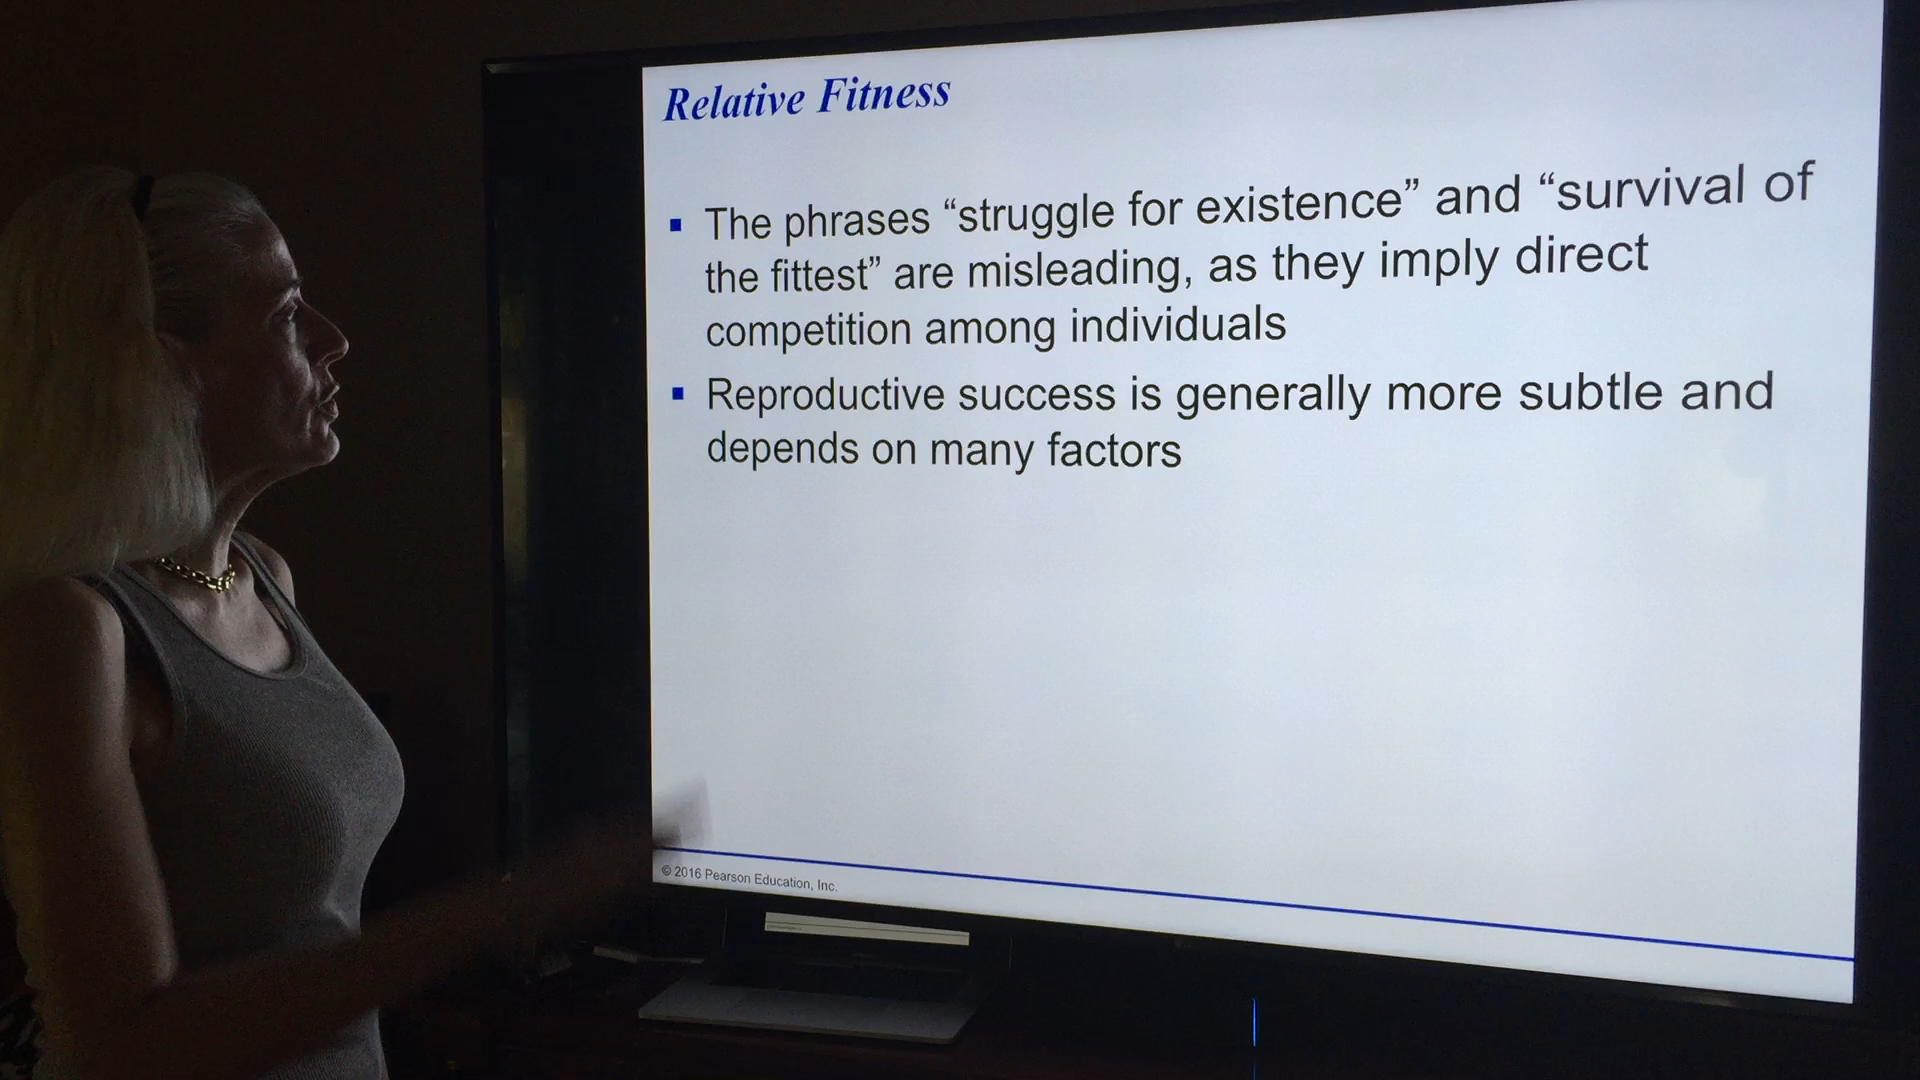 Relative Fitness
▪ The phrases “struggle for existence” and “survival of
the fittest” are misleading, as they imply direct
competition among individuals
▪ Reproductive success is generally more subtle and
depends on many factors
© 2016 Pearson Education, Inc.